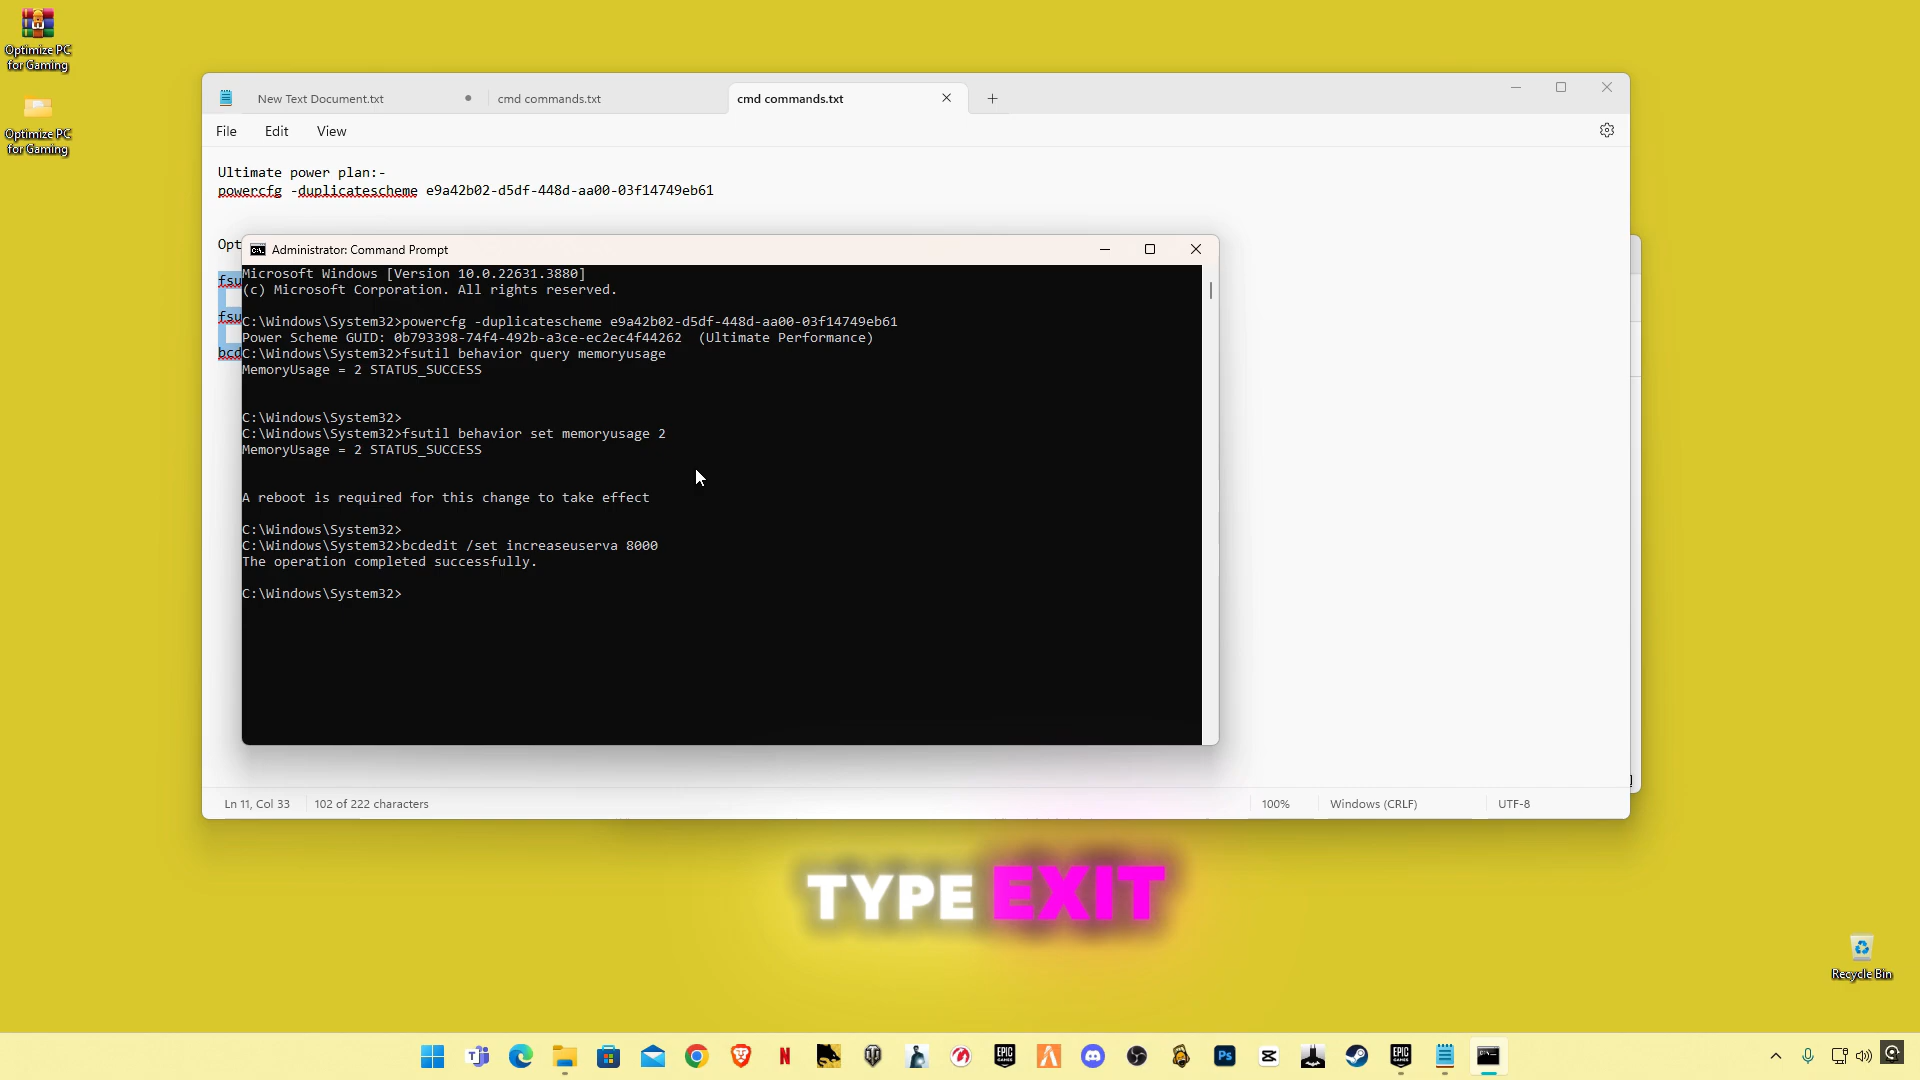 Optimize PC
for Gaming
Optimize PC
for Gaming
New Text Document.txt
cmd commands.txt
cmd commands.txt
File
Edit
View
Ultimate power plan:-
powercfg -duplicatescheme e9a42b02-d5df-448d-aa00-03f14749eb61
Opt
fsu
fsu
bcd
Administrator: Command Prompt
Microsoft Windows [Version 10.0.22631.3880]
(c) Microsoft Corporation. All rights reserved.
C:\Windows\System32>powercfg -duplicatescheme e9a42b02-d5df-448d-aa00-03f14749eb61
Power Scheme GUID: 0b793398-74f4-492b-a3ce-ec2ec4f44262  (Ultimate Performance)
C:\Windows\System32>fsutil behavior query memoryusage
MemoryUsage = 2 STATUS_SUCCESS
C:\Windows\System32>
C:\Windows\System32>fsutil behavior set memoryusage 2
MemoryUsage = 2 STATUS_SUCCESS
A reboot is required for this change to take effect
C:\Windows\System32>
C:\Windows\System32>bcdedit /set increaseuserva 8000
The operation completed successfully.
C:\Windows\System32>
Ln 11, Col 33
102 of 222 characters
100%
Windows (CRLF)
UTF-8
TYPE EXIT
Recycle Bin